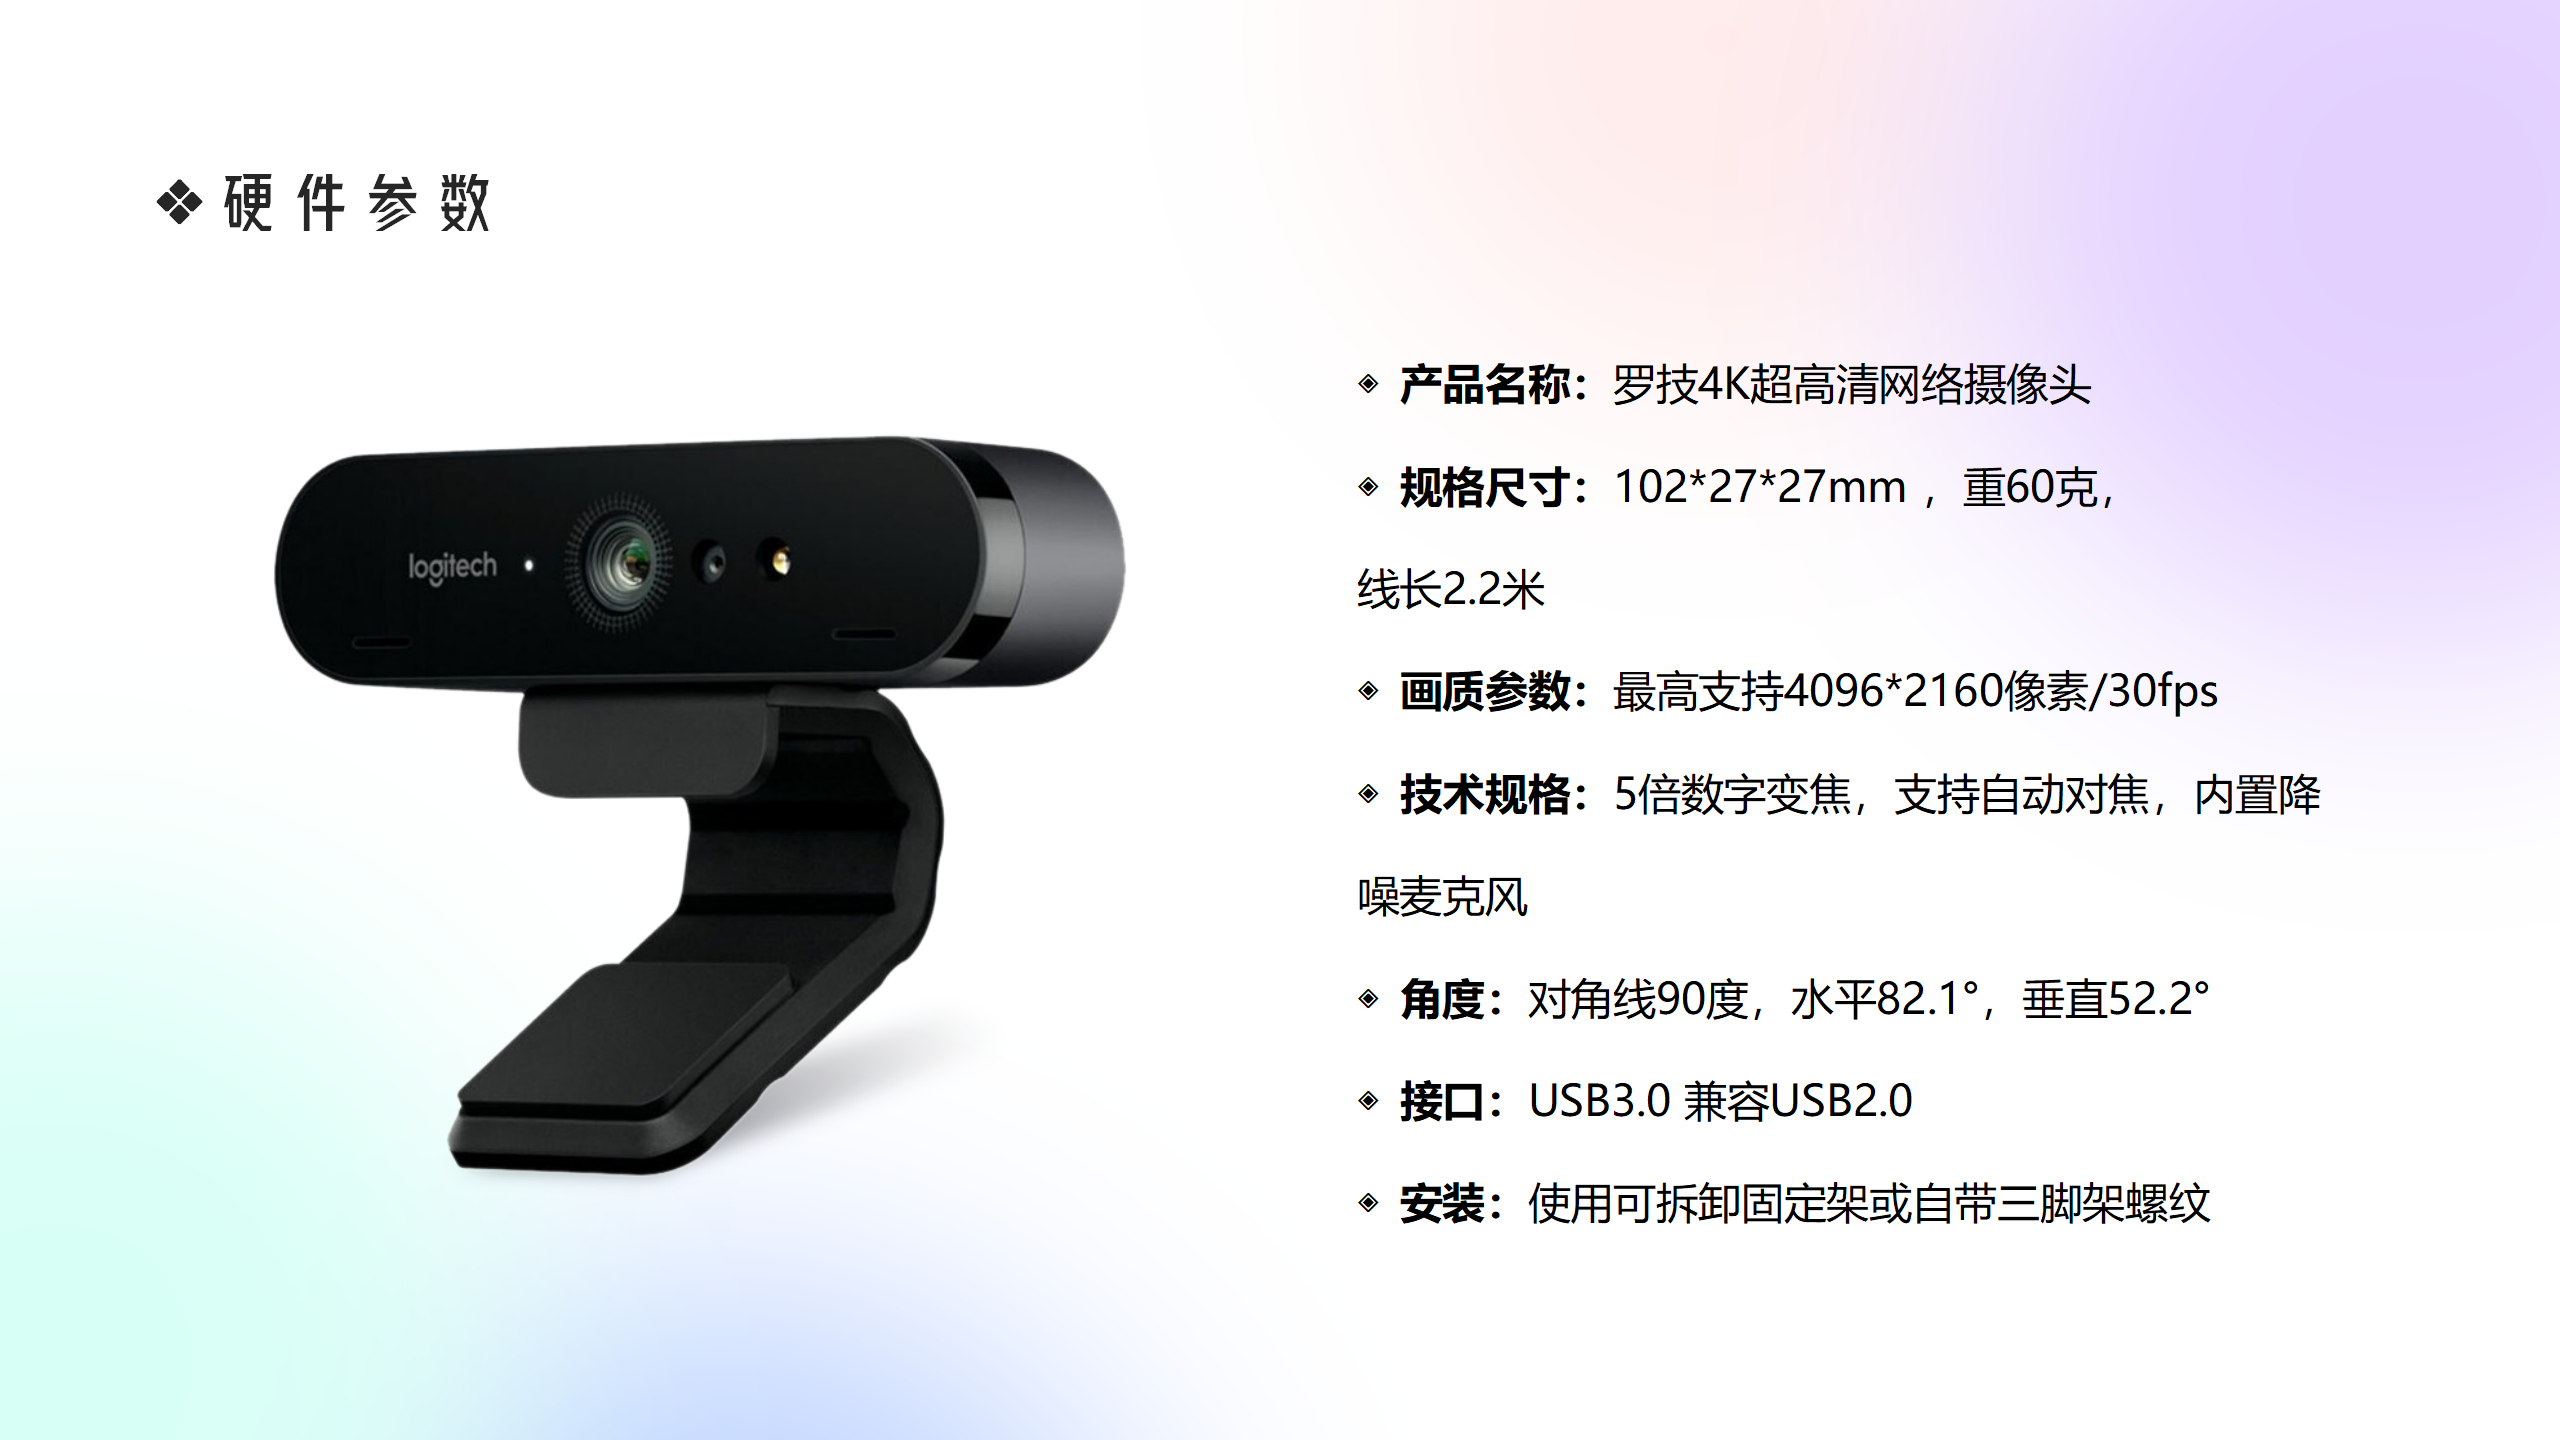 ❖硬件参数
logitech
◈ 产品名称：罗技4K超高清网络摄像头
◈ 规格尺寸：102*27*27mm ，重60克，
线长2.2米
◈ 画质参数：最高支持4096*2160像素/30fps
◈ 技术规格：5倍数字变焦，支持自动对焦，内置降
噪麦克风
◈ 角度：对角线90度，水平82.1°，垂直52.2°
◈ 接口：USB3.0 兼容USB2.0
◈ 安装：使用可拆卸固定架或自带三脚架螺纹